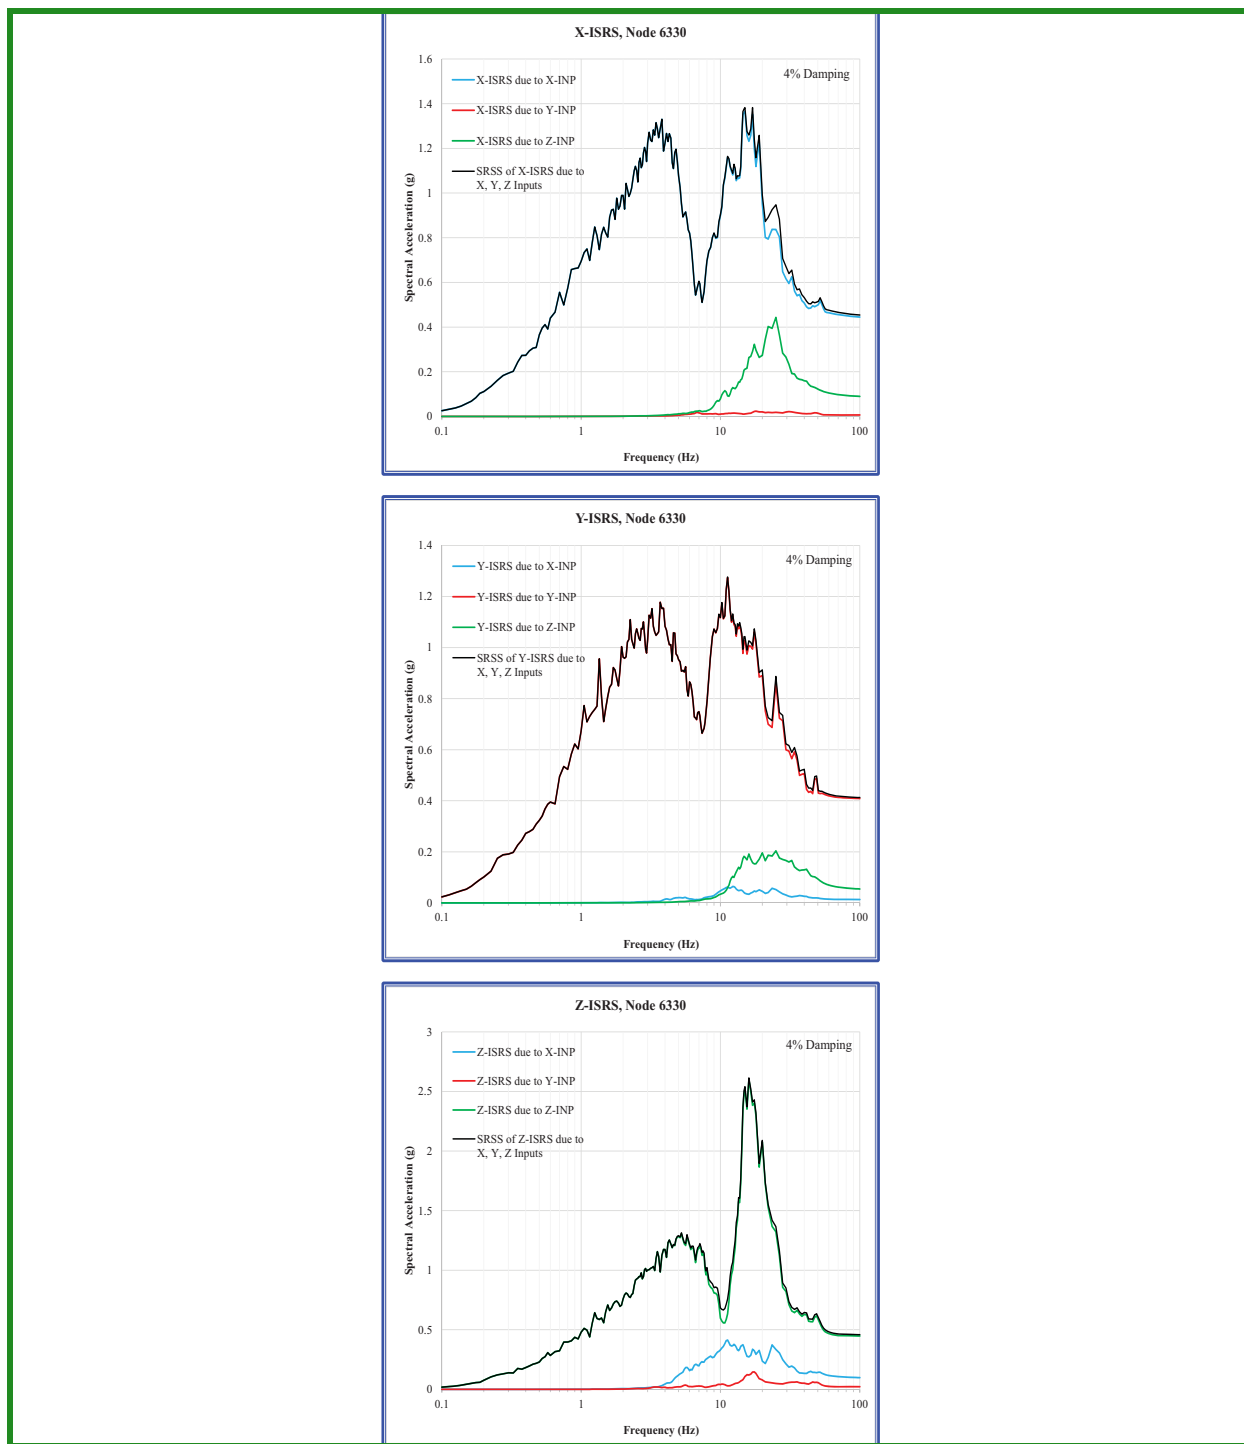 X-ISRS, Node 6330
1.6
1.4
1.2
1
0.8
0.6
0.4
0.2
0
Spectral Acceleration (g)
4% Damping
X-ISRS due to X-INP
X-ISRS due to Y-INP
X-ISRS due to Z-INP
SRSS of X-ISRS due to
X, Y, Z Inputs
0.1 1 10 100
Frequency (Hz)
Y-ISRS, Node 6330
1.4
1.2
1
0.8
0.6
0.4
0.2
0
Spectral Acceleration (g)
4% Damping
Y-ISRS due to X-INP
Y-ISRS due to Y-INP
Y-ISRS due to Z-INP
SRSS of Y-ISRS due to
X, Y, Z Inputs
0.1 1 10 100
Frequency (Hz)
Z-ISRS, Node 6330
3
2.5
2
1.5
1
0.5
0
Spectral Acceleration (g)
4% Damping
Z-ISRS due to X-INP
Z-ISRS due to Y-INP
Z-ISRS due to Z-INP
SRSS of Z-ISRS due to
X, Y, Z Inputs
0.1 1 10 100
Frequency (Hz)